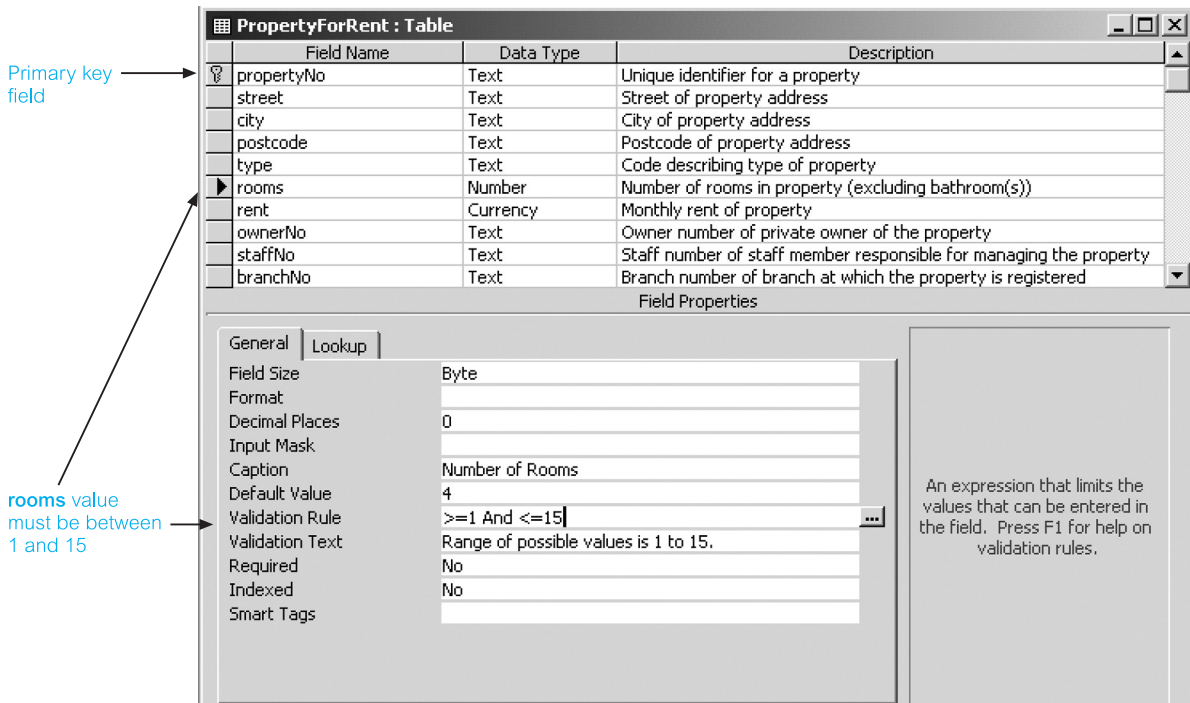 PropertyForRent : Table
Field Name Data Type Description
Primary key
field
propertyNo Text Unique identifier for a property
street Text Street of property address
city Text City of property address
postcode Text Postcode of property address
type Text Code describing type of property
rooms Number Number of rooms in property (excluding bathroom(s))
rent Currency Monthly rent of property
ownerNo Text Owner number of private owner of the property
staffNo Text Staff number of staff member responsible for managing the property
branchNo Text Branch number of branch at which the property is registered
Field Properties
General Lookup
Field Size Byte
Format
Decimal Places 0
Input Mask
Caption Number of Rooms
Default Value 4
Validation Rule >=1 And <=15 ...
Validation Text Range of possible values is 1 to 15.
Required No
Indexed No
Smart Tags
rooms value
must be between
1 and 15
An expression that limits the
values that can be entered in
the field. Press F1 for help on
validation rules.